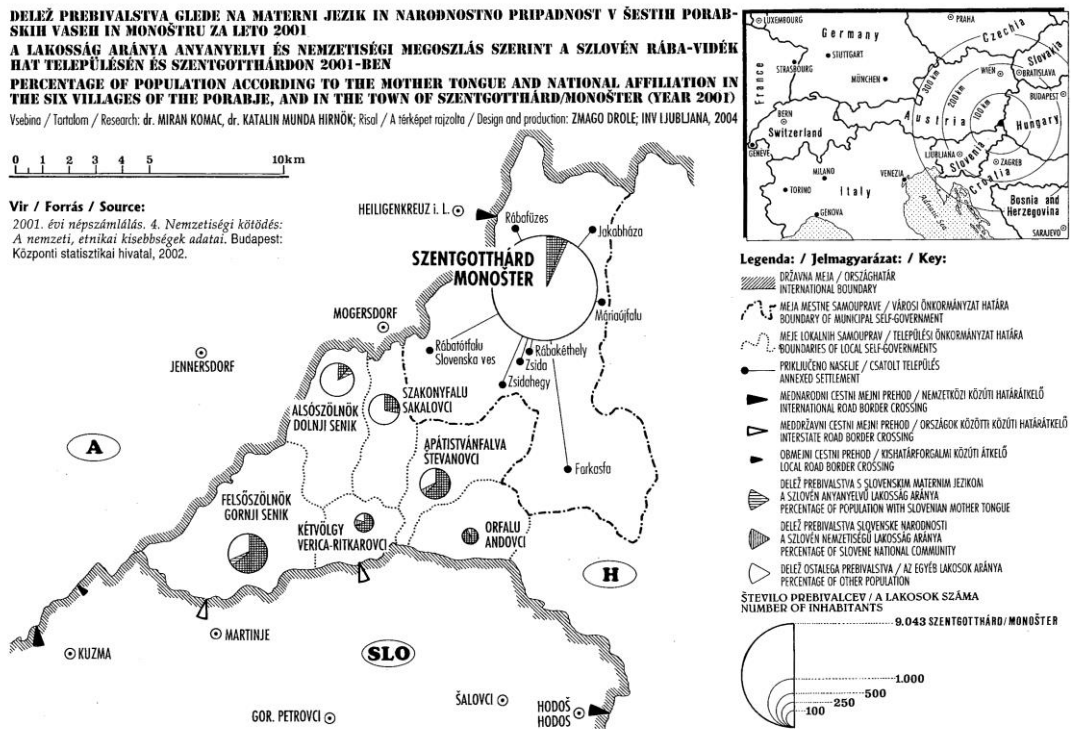 DELEŽ PREBIVALSTVA GLEDE NA MATERNI JEZIK IN NARODNOSTNO PRIPADNOST V ŠESTIH PORAB-
SKIH VASEH IN MONOŠTRU ZA LETO 2001
A LAKOSSÁG ARÁNYA ANYANYELVI ÉS NEMZETISÉGI MEGOSZLÁS SZERINT A SZLOVÉN RÁBA-VIDÉK
HAT TELEPÜLÉSÉN ÉS SZENTGOTTHÁRDON 2001-BEN
PERCENTAGE OF POPULATION ACCORDING TO THE MOTHER TONGUE AND NATIONAL AFFILIATION IN
THE SIX VILLAGES OF THE PORABJE, AND IN THE TOWN OF SZENTGOTTHÁRD/MONOŠTER (YEAR 2001)
Vsebina / Tartalom / Research: dr. MIRAN KOMAC, dr. KATALIN MUNDA HIRNÖK; Risal / A térképet rajzolta / Design and production: ZMAGO DROLE; INV LJUBLJANA, 2004
0 1 2 3 4 5 10km
Vir / Forrás / Source:
2001. évi népszámlálás. 4. Nemzetiségi kötödés:
A nemzeti, etnikai kisebbségek adatai. Budapest:
Központi statisztikai hivatal, 2002.
HEILIGENKREUZ i. L.
Rábafüzes
Jakabháza
SZENTGOTTHÁRD
MONOŠTER
Máriaújfalu
MOGERSDORF
Rábatótfalu
Slovenska ves
Rábakéthely
Zsida
Zsidahegy
JENNERSDORF
ALSÓSZÖLNÖK
DOLNJI SENIK
SZAKONYFALU
SAKALOVCI
APÁTISTVÁNFALVA
ŠTEVANOVCI
Farkasfa
A
FELSŐSZÖLNÖK
GORNJI SENIK
KÉTVÖLGY
VERICA-RITKAROVCI
ORFALU
ANDOVCI
H
MARTINJE
KUZMA
SLO
ŠALOVCI
GOR. PETROVCI
HODOŠ
HODOS
LUXEMBOURG
PRAHA
Germany
Czechia
STUTTGART
STRASBOURG
Slovakia
France
MÜNCHEN
WIEN
BRATISLAVA
300 km
200 km
100 km
BUDAPEST
BERN
Austria
Hungary
Switzerland
GENÈVE
LJUBLJANA
Slovenia
ZAGREB
MILANO
VENEZIA
Croatia
TORINO
Italy
Adriatic Sea
Bosnia and
Herzegovina
GENOVA
SARAJEVO
Legenda: / Jelmagyarázat: / Key:
DRŽAVNA MEJA / ORSZÁGHATÁR
INTERNATIONAL BOUNDARY
MEJA MESTNE SAMOUPRAVE / VÁROSI ÖNKORMÁNYZAT HATÁRA
BOUNDARY OF MUNICIPAL SELF-GOVERNMENT
MEJE LOKALNIH SAMOUPRAV / TELEPÜLÉSI ÖNKORMÁNYZAT HATÁRA
BOUNDARIES OF LOCAL SELF-GOVERNMENTS
PRIKLJUČENO NASELJE / CSATOLT TELEPÜLÉS
ANNEXED SETTLEMENT
MEDNARODNI CESTNI MEJNI PREHOD / NEMZETKÖZI KÖZÚTI HATÁRÁTKELŐ
INTERNATIONAL ROAD BORDER CROSSING
MEDDRŽAVNI CESTNI MEJNI PREHOD / ORSZÁGOK KÖZÖTTI KÖZÚTI HATÁRÁTKELŐ
INTERSTATE ROAD BORDER CROSSING
OBMEJNI CESTNI PREHOD / KISHATÁRFORGALMI KÖZÚTI ÁTKELŐ
LOCAL ROAD BORDER CROSSING
DELEŽ PREBIVALSTVA S SLOVENSKIM MATERNIM JEZIKOM
A SZLOVÉN ANYANYELVŰ LAKOSSÁG ARÁNYA
PERCENTAGE OF POPULATION WITH SLOVENIAN MOTHER TONGUE
DELEŽ PREBIVALSTVA SLOVENSKE NARODNOSTI
A SZLOVÉN NEMZETISÉGŰ LAKOSSÁG ARÁNYA
PERCENTAGE OF SLOVENE NATIONAL COMMUNITY
DELEŽ OSTALEGA PREBIVALSTVA / AZ EGYÉB LAKOSOK ARÁNYA
PERCENTAGE OF OTHER POPULATION
ŠTEVILO PREBIVALCEV / A LAKOSOK SZÁMA
NUMBER OF INHABITANTS
9.043 SZENTGOTTHÁRD/MONOŠTER
1.000
500
250
100